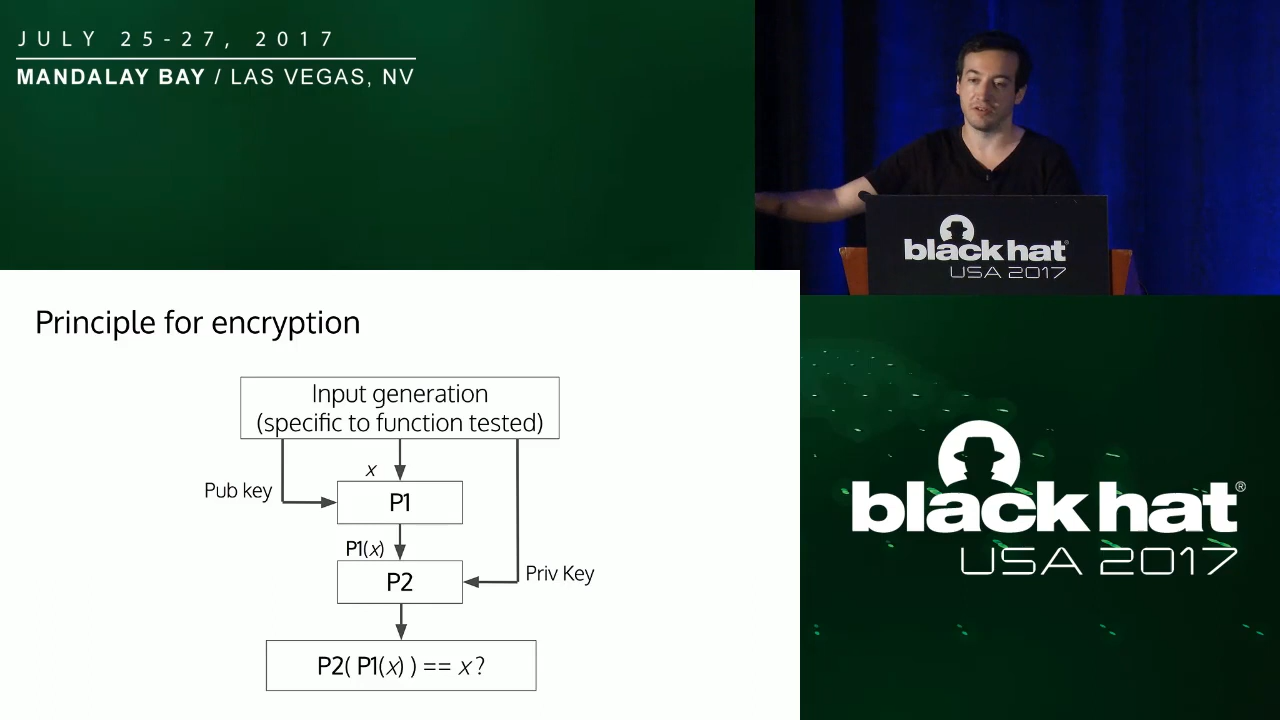 JULY 25-27, 2017
MANDALAY BAY / LAS VEGAS, NV
black hat®
USA 2017
Principle for encryption
Input generation
(specific to function tested)
x
Pub key
P1
P1(x)
P2
Priv Key
P2( P1(x) ) == x ?
black hat®
USA 2017